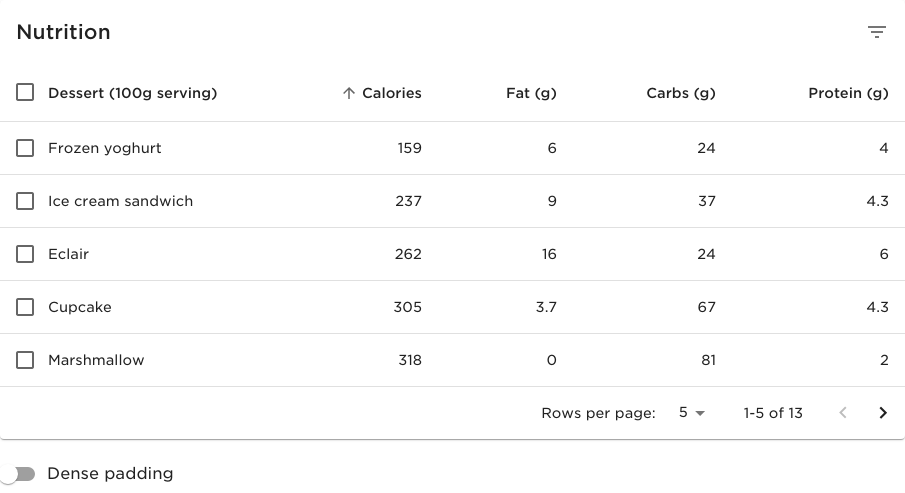 Nutrition
Dessert (100g serving) Calories Fat (g) Carbs (g) Protein (g)
Frozen yoghurt 159 6 24 4
Ice cream sandwich 237 9 37 4.3
Eclair 262 16 24 6
Cupcake 305 3.7 67 4.3
Marshmallow 318 0 81 2
Rows per page: 5 1-5 of 13
Dense padding